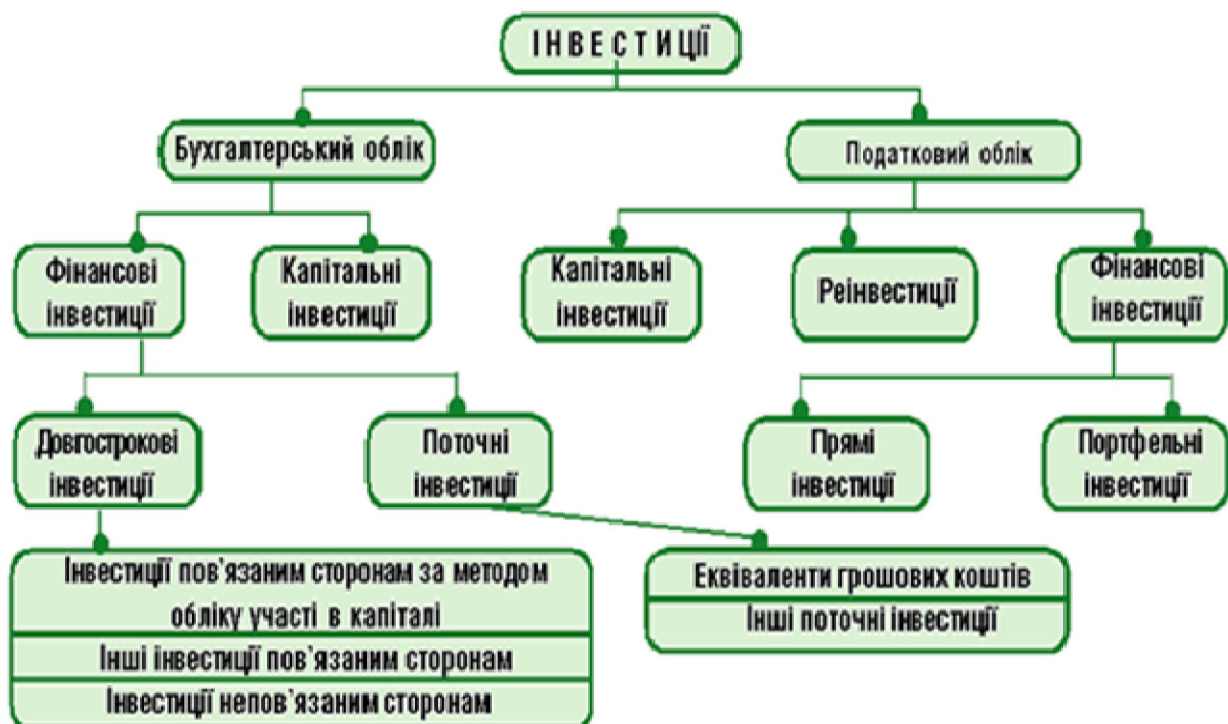 ІНВЕСТИЦІЇ
Бухгалтерський облік
Податковий облік
Фінансові
інвестиції
Капітальні
інвестиції
Капітальні
інвестиції
Реінвестиції
Фінансові
інвестиції
Довгострокові
інвестиції
Поточні
інвестиції
Прямі
інвестиції
Портфельні
інвестиції
Інвестиції пов’язаним сторонам за методом
обліку участі в капіталі
Інші інвестиції пов’язаним сторонам
Інвестиції непов’язаним сторонам
Еквіваленти грошових коштів
Інші поточні інвестиції